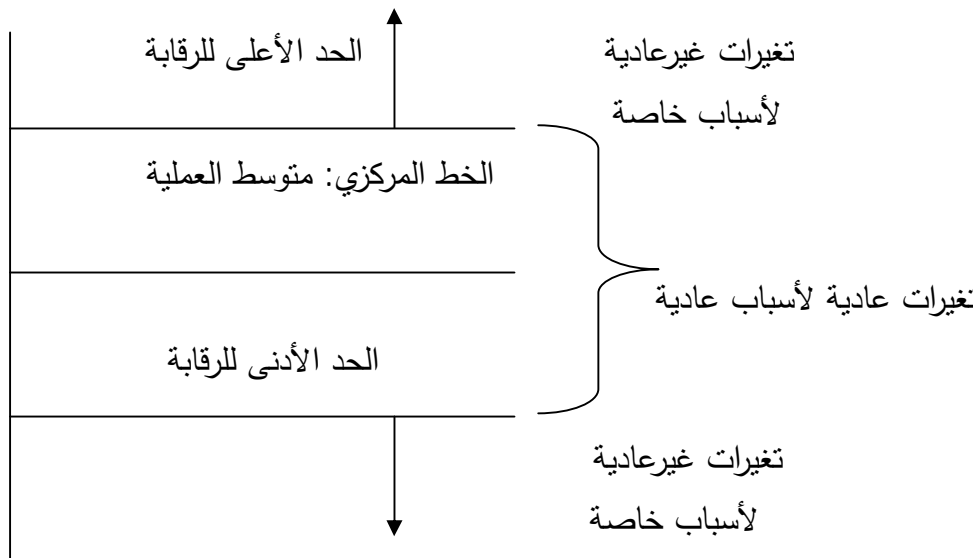 الحد الأعلى للرقابة
تغيرات غيرعادية
لأسباب خاصة
الخط المركزي: متوسط العملية
تغيرات عادية لأسباب عادية
الحد الأدنى للرقابة
تغيرات غيرعادية
لأسباب خاصة